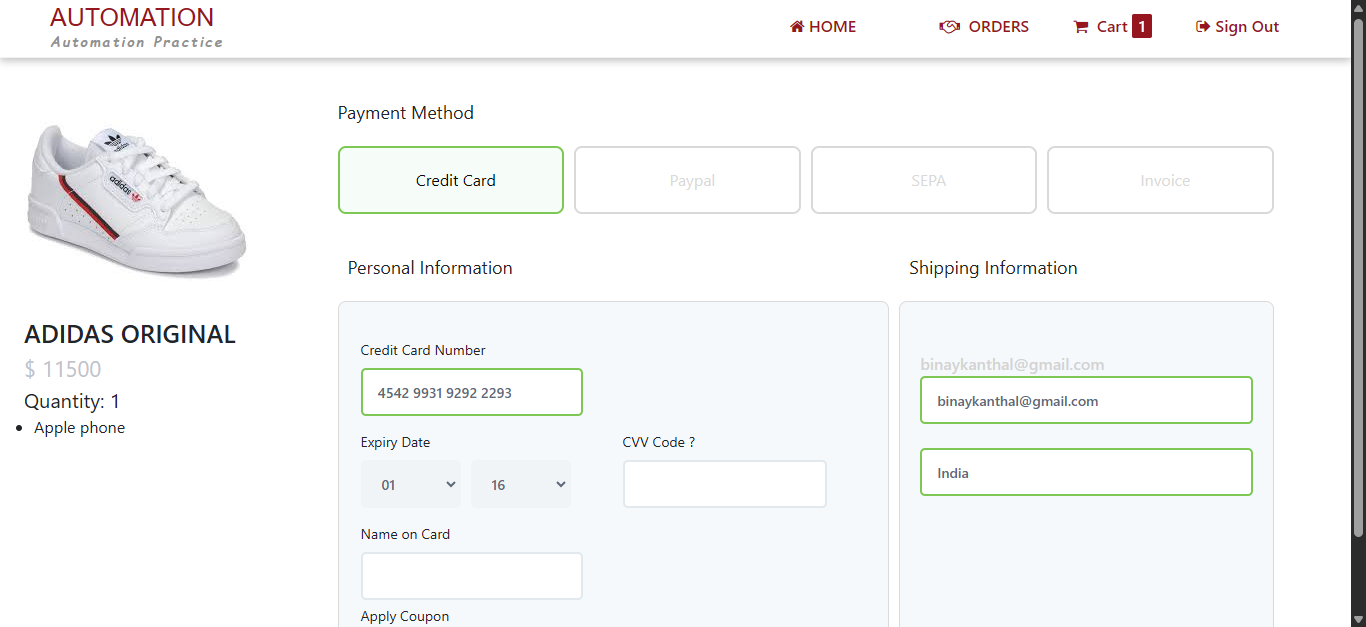 AUTOMATION
Automation Practice
HOME
ORDERS
Cart 1
Sign Out
adidas
adidas
ADIDAS ORIGINAL
$ 11500
Quantity: 1
Apple phone
Payment Method
Credit Card
Paypal
SEPA
Invoice
Personal Information
Credit Card Number
4542 9931 9292 2293
Expiry Date
CVV Code ?
01
16
Name on Card
Apply Coupon
Shipping Information
binaykanthal@gmail.com
binaykanthal@gmail.com
India